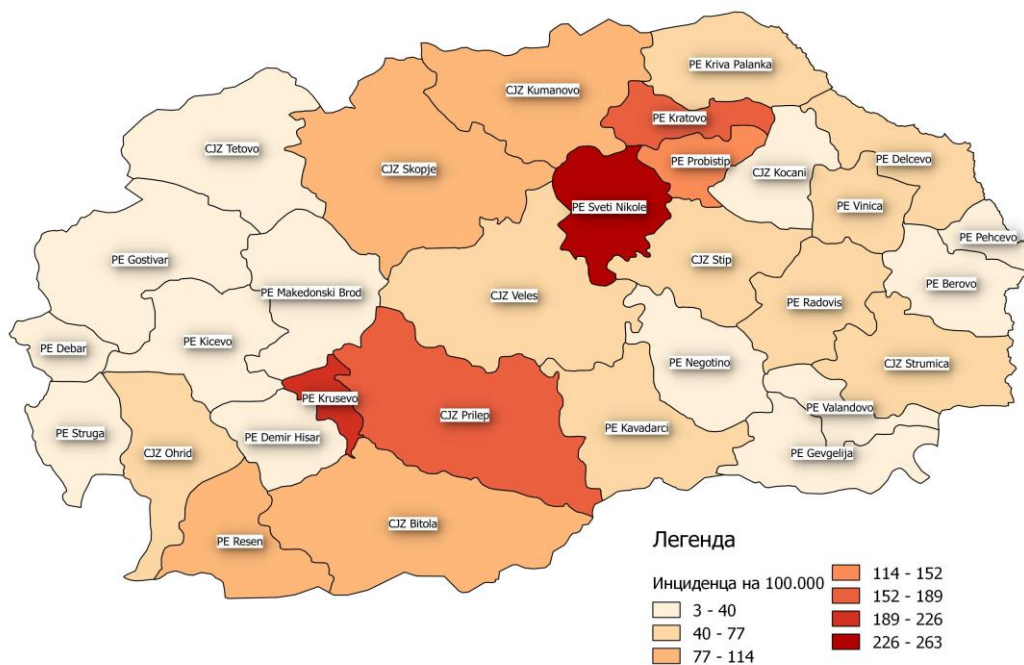 PE Kriva Palanka
CJZ Kumanovo
PE Kratovo
CJZ Tetovo
PE Probistip
PE Delcevo
CJZ Skopje
CJZ Kocani
PE Vinica
PE Sveti Nikole
PE Pehcevo
PE Gostivar
CJZ Stip
PE Berovo
PE Makedonski Brod
CJZ Veles
PE Radovis
PE Debar
PE Kicevo
PE Negotino
CJZ Strumica
PE Krusevo
PE Valandovo
CJZ Prilep
PE Kavadarci
PE Struga
PE Demir Hisar
CJZ Ohrid
PE Gevgelija
CJZ Bitola
PE Resen
Легенда
Инциденца на 100.000
3 - 40
40 - 77
77 - 114
114 - 152
152 - 189
189 - 226
226 - 263